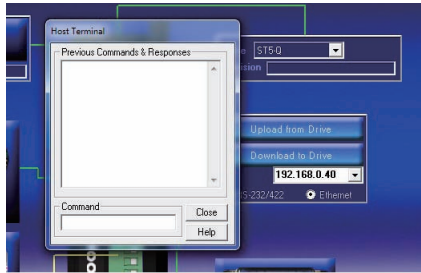 Host Terminal
Previous Commands & Responses
ST5-Q
Upload from Drive
Download to Drive
192.168.0.40
RS-232/422 Ethernet
Command
Close
Help